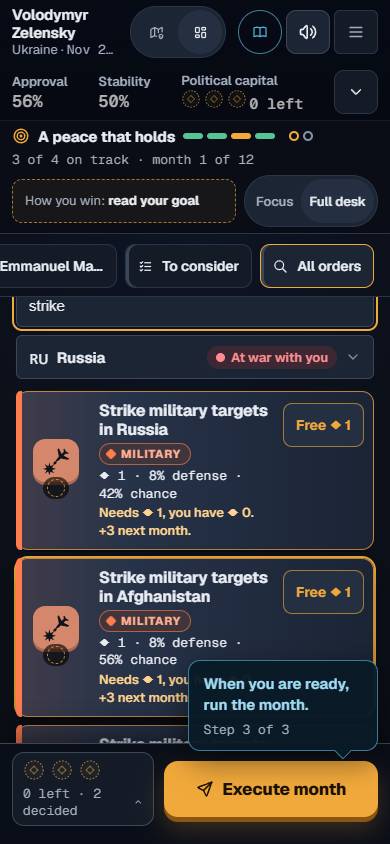 Volodymyr
Zelensky
Ukraine · Nov 2…
Approval
56%
Stability
50%
Political capital
0 left
A peace that holds
3 of 4 on track · month 1 of 12
How you win: read your goal
Focus
Full desk
Emmanuel Ma…
To consider
All orders
strike
RU Russia
At war with you
Strike military targets
in Russia
MILITARY
1 · 8% defense ·
42% chance
Needs 1, you have 0.
+3 next month.
Free 1
Strike military targets
in Afghanistan
MILITARY
1 · 8% defense ·
56% chance
Needs 1, you
+3 next month
Free 1
When you are ready,
run the month.
Step 3 of 3
0 left · 2
decided
Execute month